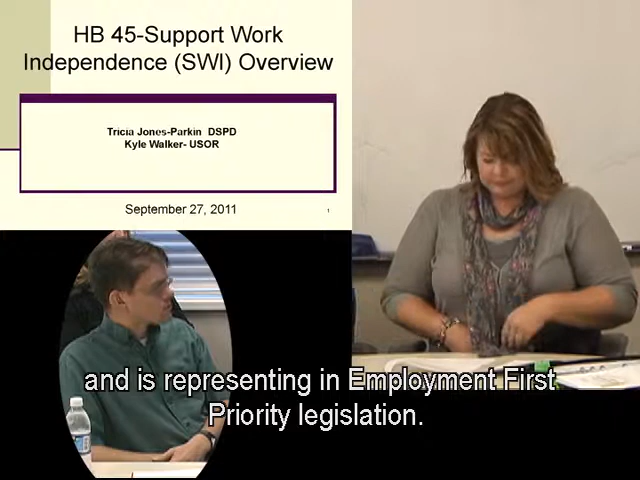 HB 45-Support Work
Independence (SWI) Overview
Tricia Jones-Parkin DSPD
Kyle Walker- USOR
September 27, 2011
1
and is representing in Employment First
Priority legislation.